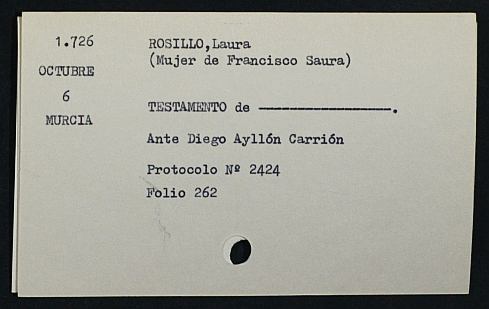 1.726
OCTUBRE
6
MURCIA
ROSILLO,Laura
(Mujer de Francisco Saura)
TESTAMENTO de ——————————.
Ante Diego Ayllón Carrión
Protocolo Nº 2424
Folio 262